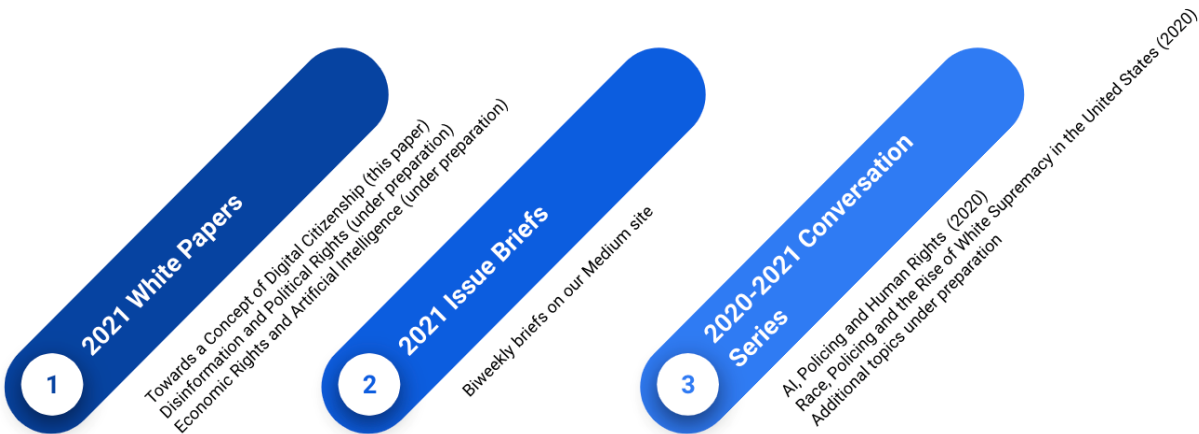 1
2021 White Papers
Towards a Concept of Digital Citizenship (this paper)
Disinformation and Political Rights (under preparation)
Economic Rights and Artificial Intelligence (under preparation)
2
2021 Issue Briefs
Biweekly briefs on our Medium site
3
2020-2021 Conversation
Series
AI, Policing and Human Rights (2020)
Race, Policing and the Rise of White Supremacy in the United States (2020)
Additional topics under preparation